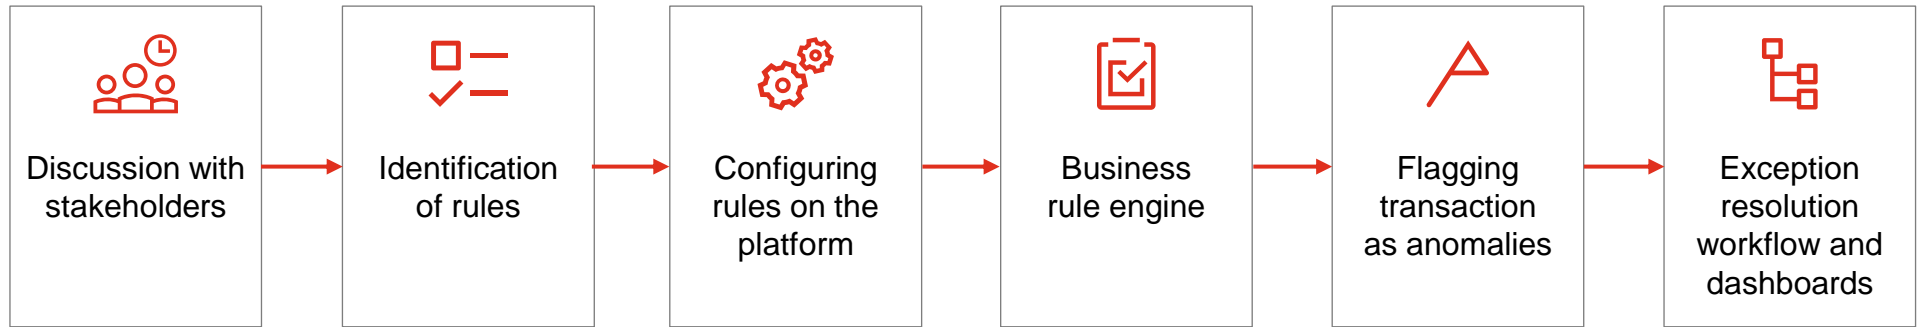 Discussion with
stakeholders
Identification
of rules
Configuring
rules on the
platform
Business
rule engine
Flagging
transaction
as anomalies
Exception
resolution
workflow and
dashboards